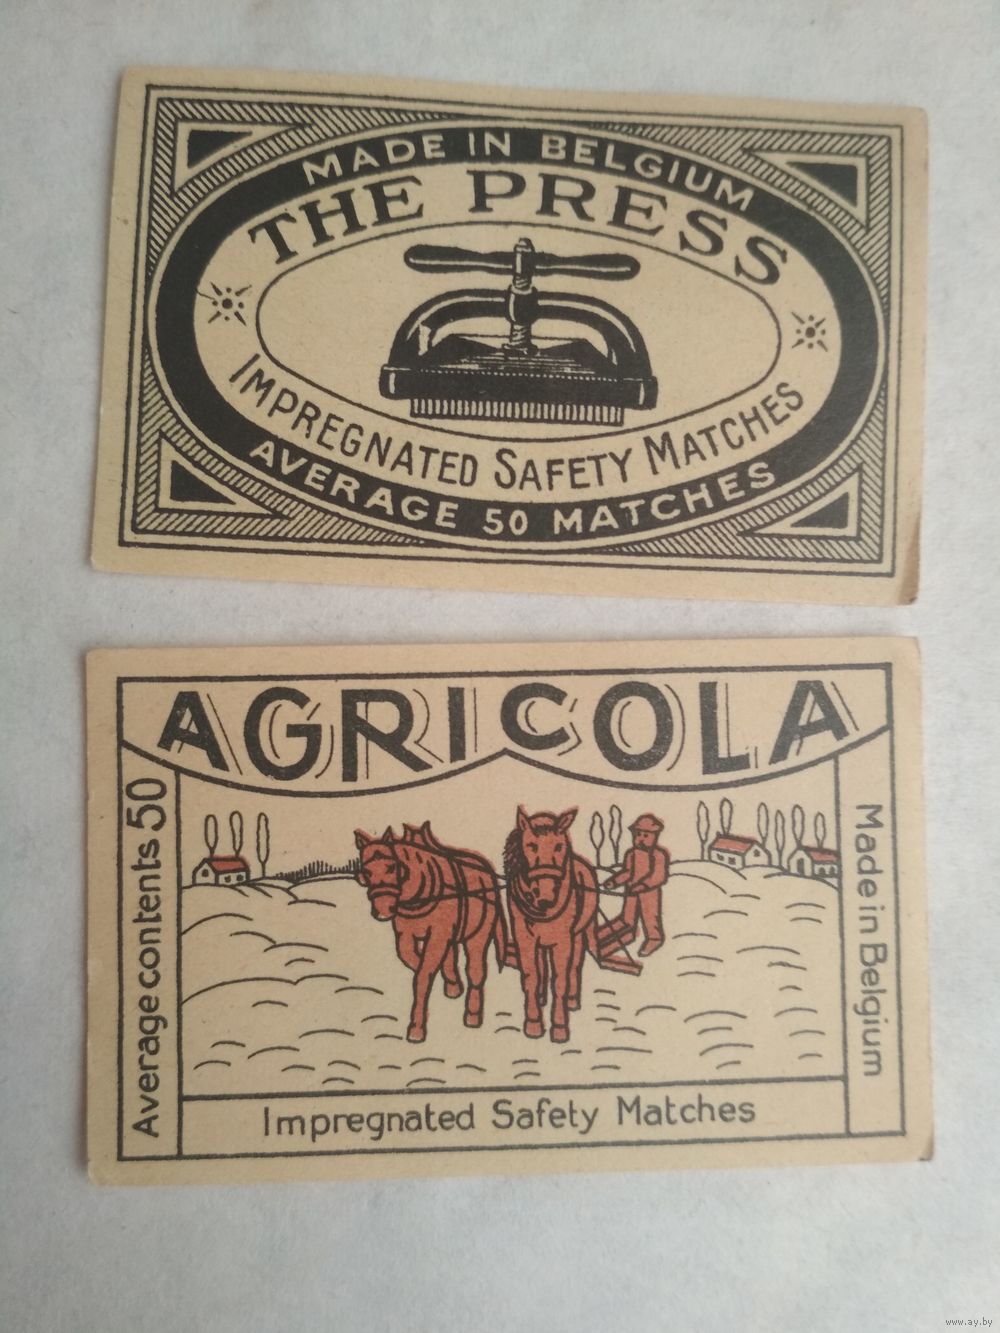 MADE IN BELGIUM
THE PRESS
IMPREGNATED SAFETY MATCHES
AVERAGE 50 MATCHES
AGRICOLA
Average contents 50
Made in Belgium
Impregnated Safety Matches
www.ay.by